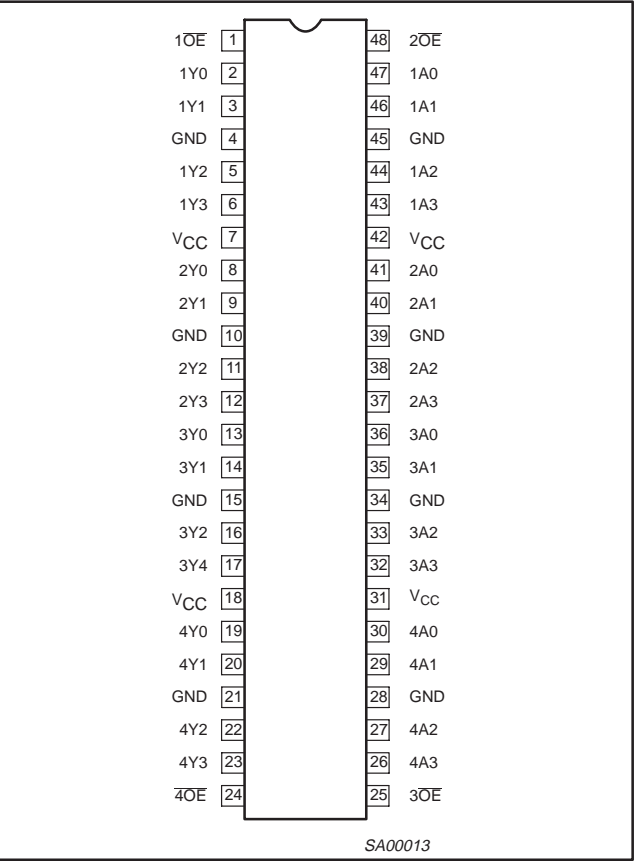 1O̅E̅ 1 48 2O̅E̅
1Y0 2 47 1A0
1Y1 3 46 1A1
GND 4 45 GND
1Y2 5 44 1A2
1Y3 6 43 1A3
VCC 7 42 VCC
2Y0 8 41 2A0
2Y1 9 40 2A1
GND 10 39 GND
2Y2 11 38 2A2
2Y3 12 37 2A3
3Y0 13 36 3A0
3Y1 14 35 3A1
GND 15 34 GND
3Y2 16 33 3A2
3Y4 17 32 3A3
VCC 18 31 VCC
4Y0 19 30 4A0
4Y1 20 29 4A1
GND 21 28 GND
4Y2 22 27 4A2
4Y3 23 26 4A3
4̅O̅E̅ 24 25 3O̅E̅
SA00013